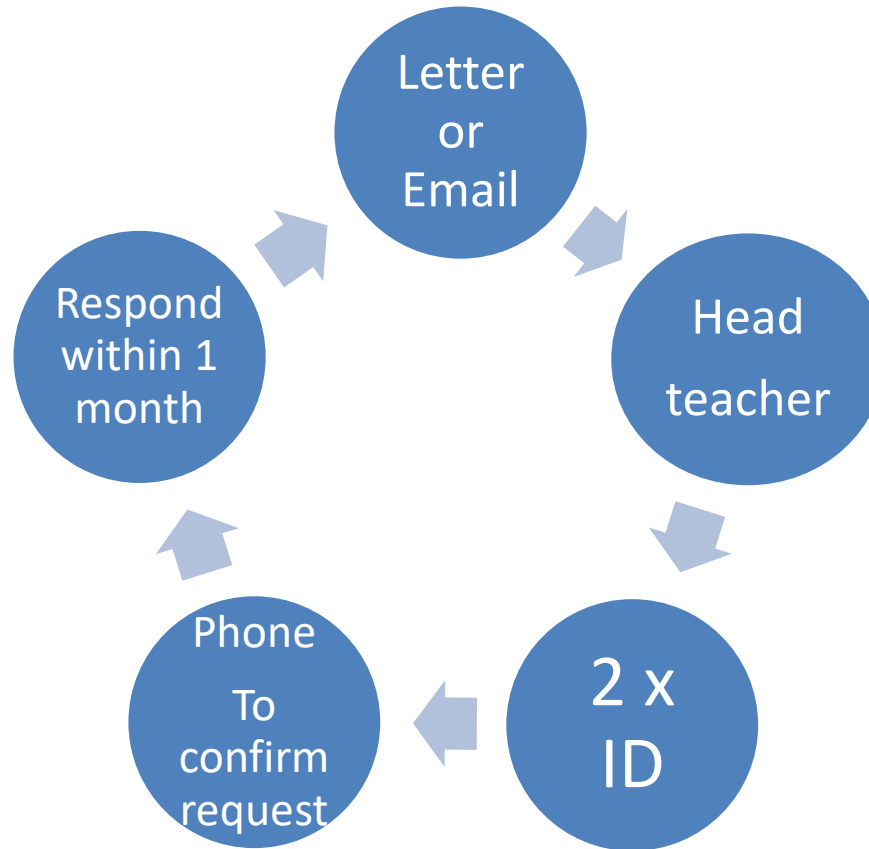 Letter
or
Email
Head
teacher
2 x
ID
Phone
To
confirm
request
Respond
within 1
month